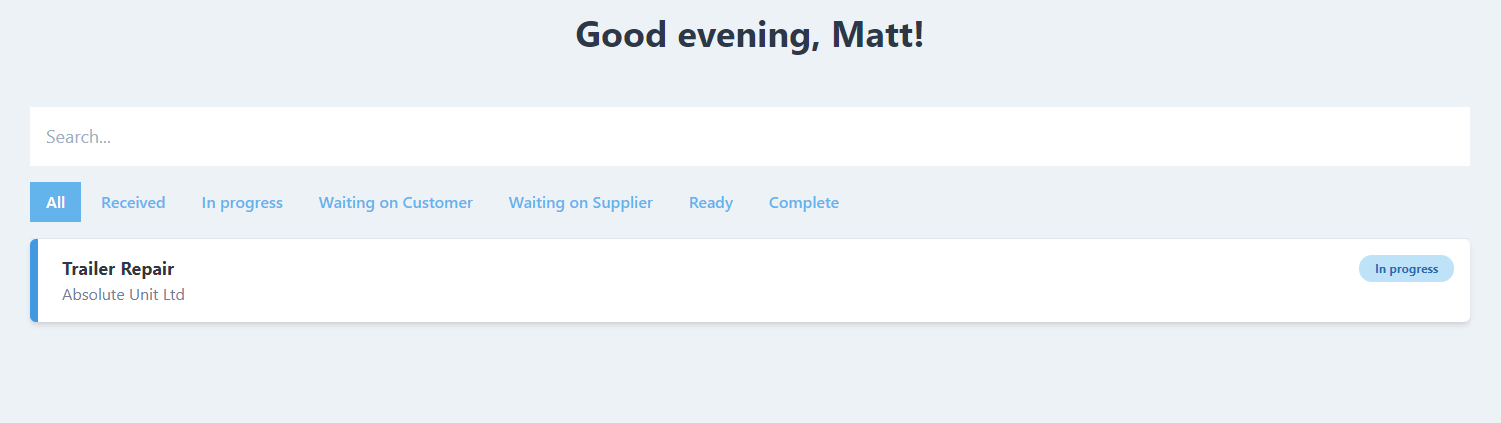 Good evening, Matt!
Search...
All Received In progress Waiting on Customer Waiting on Supplier Ready Complete
Trailer Repair In progress
Absolute Unit Ltd